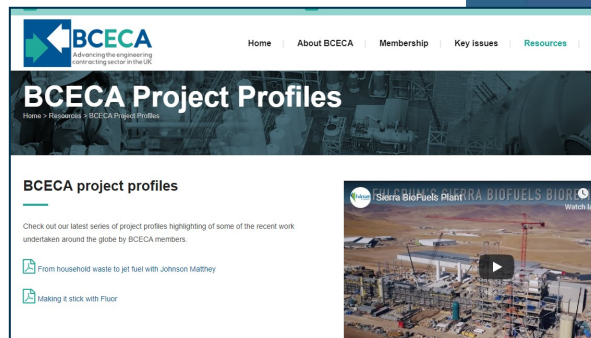 BCECA
Advancing the engineering
contracting sector in the UK
Home
About BCECA
Membership
Key issues
Resources
BCECA Project Profiles
Home > Resources > BCECA Project Profiles
BCECA project profiles
Check out our latest series of project profiles highlighting of some of the recent work
undertaken around the globe by BCECA members.
From household waste to jet fuel with Johnson Matthey
Making it stick with Fluor
FULCRUM'S SIERRA BIOFUELS
Sierra BioFuels Plant
Watch